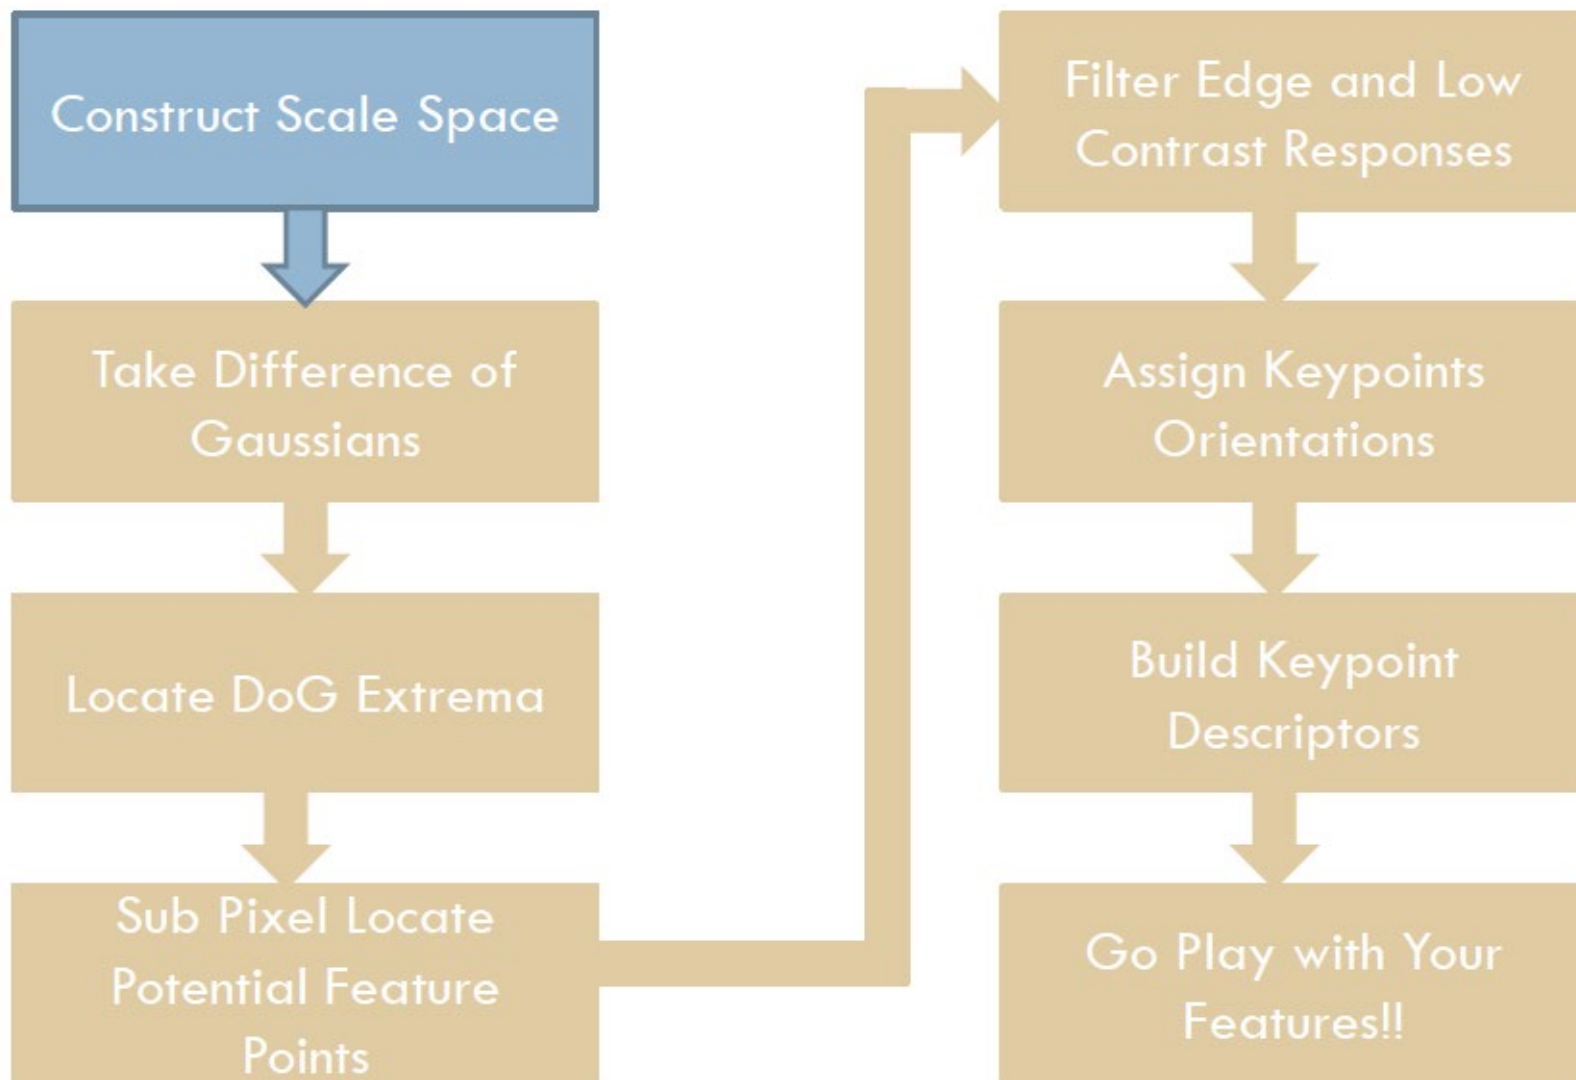 Construct Scale Space
Take Difference of
Gaussians
Locate DoG Extrema
Sub Pixel Locate
Potential Feature
Points
Filter Edge and Low
Contrast Responses
Assign Keypoints
Orientations
Build Keypoint
Descriptors
Go Play with Your
Features!!